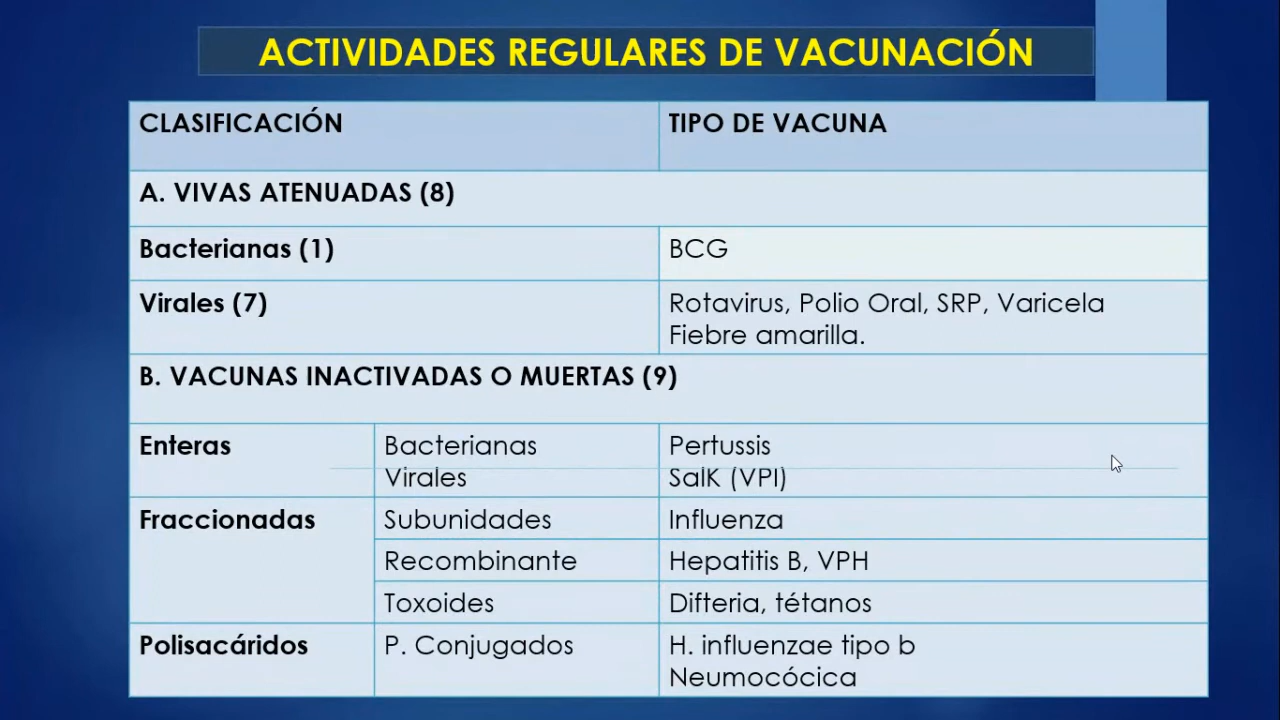 ACTIVIDADES REGULARES DE VACUNACIÓN
CLASIFICACIÓN
TIPO DE VACUNA
A. VIVAS ATENUADAS (8)
Bacterianas (1)
BCG
Virales (7)
Rotavirus, Polio Oral, SRP, Varicela
Fiebre amarilla.
B. VACUNAS INACTIVADAS O MUERTAS (9)
Enteras
Bacterianas
Virales
Pertussis
SalK (VPI)
Fraccionadas
Subunidades
Influenza
Recombinante
Hepatitis B, VPH
Toxoides
Difteria, tétanos
Polisacáridos
P. Conjugados
H. influenzae tipo b
Neumocócica